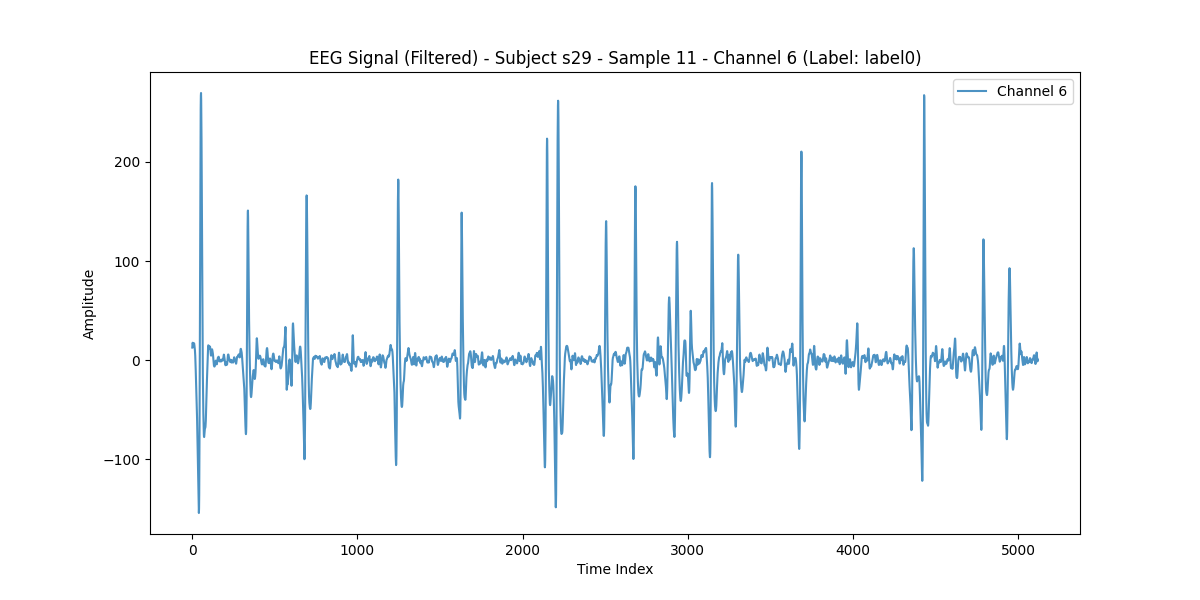 EEG Signal (Filtered) - Subject s29 - Sample 11 - Channel 6 (Label: label0)
Channel 6
200
100
0
−100
Amplitude
0 1000 2000 3000 4000 5000
Time Index